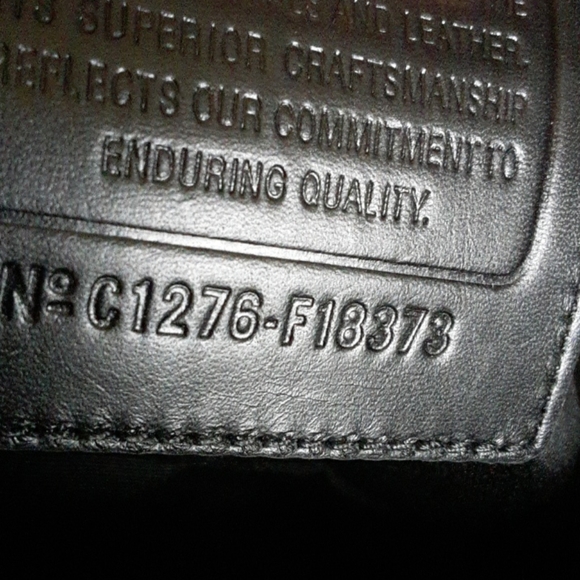 AND LEATHER.
SUPERIOR CRAFTSMANSHIP
REFLECTS OUR COMMITMENT TO
ENDURING QUALITY.
Nº C1276-F18373